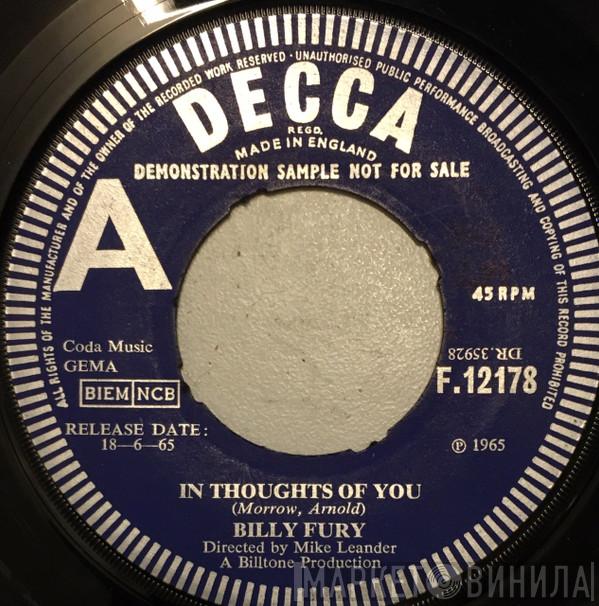 ALL RIGHTS OF THE MANUFACTURER AND OF THE OWNER OF THE RECORDED WORK RESERVED · UNAUTHORISED PUBLIC PERFORMANCE BROADCASTING AND COPYING OF THIS RECORD PROHIBITED
DECCA
REGD.
MADE IN ENGLAND
DEMONSTRATION SAMPLE NOT FOR SALE
A
45 RPM
Coda Music
GEMA
BIEM NCB
DR.35928
F.12178
RELEASE DATE:
18-6-65
℗ 1965
IN THOUGHTS OF YOU
(Morrow, Arnold)
BILLY FURY
Directed by Mike Leander
A Billtone Production
МАРКЕТ ВИНИЛА